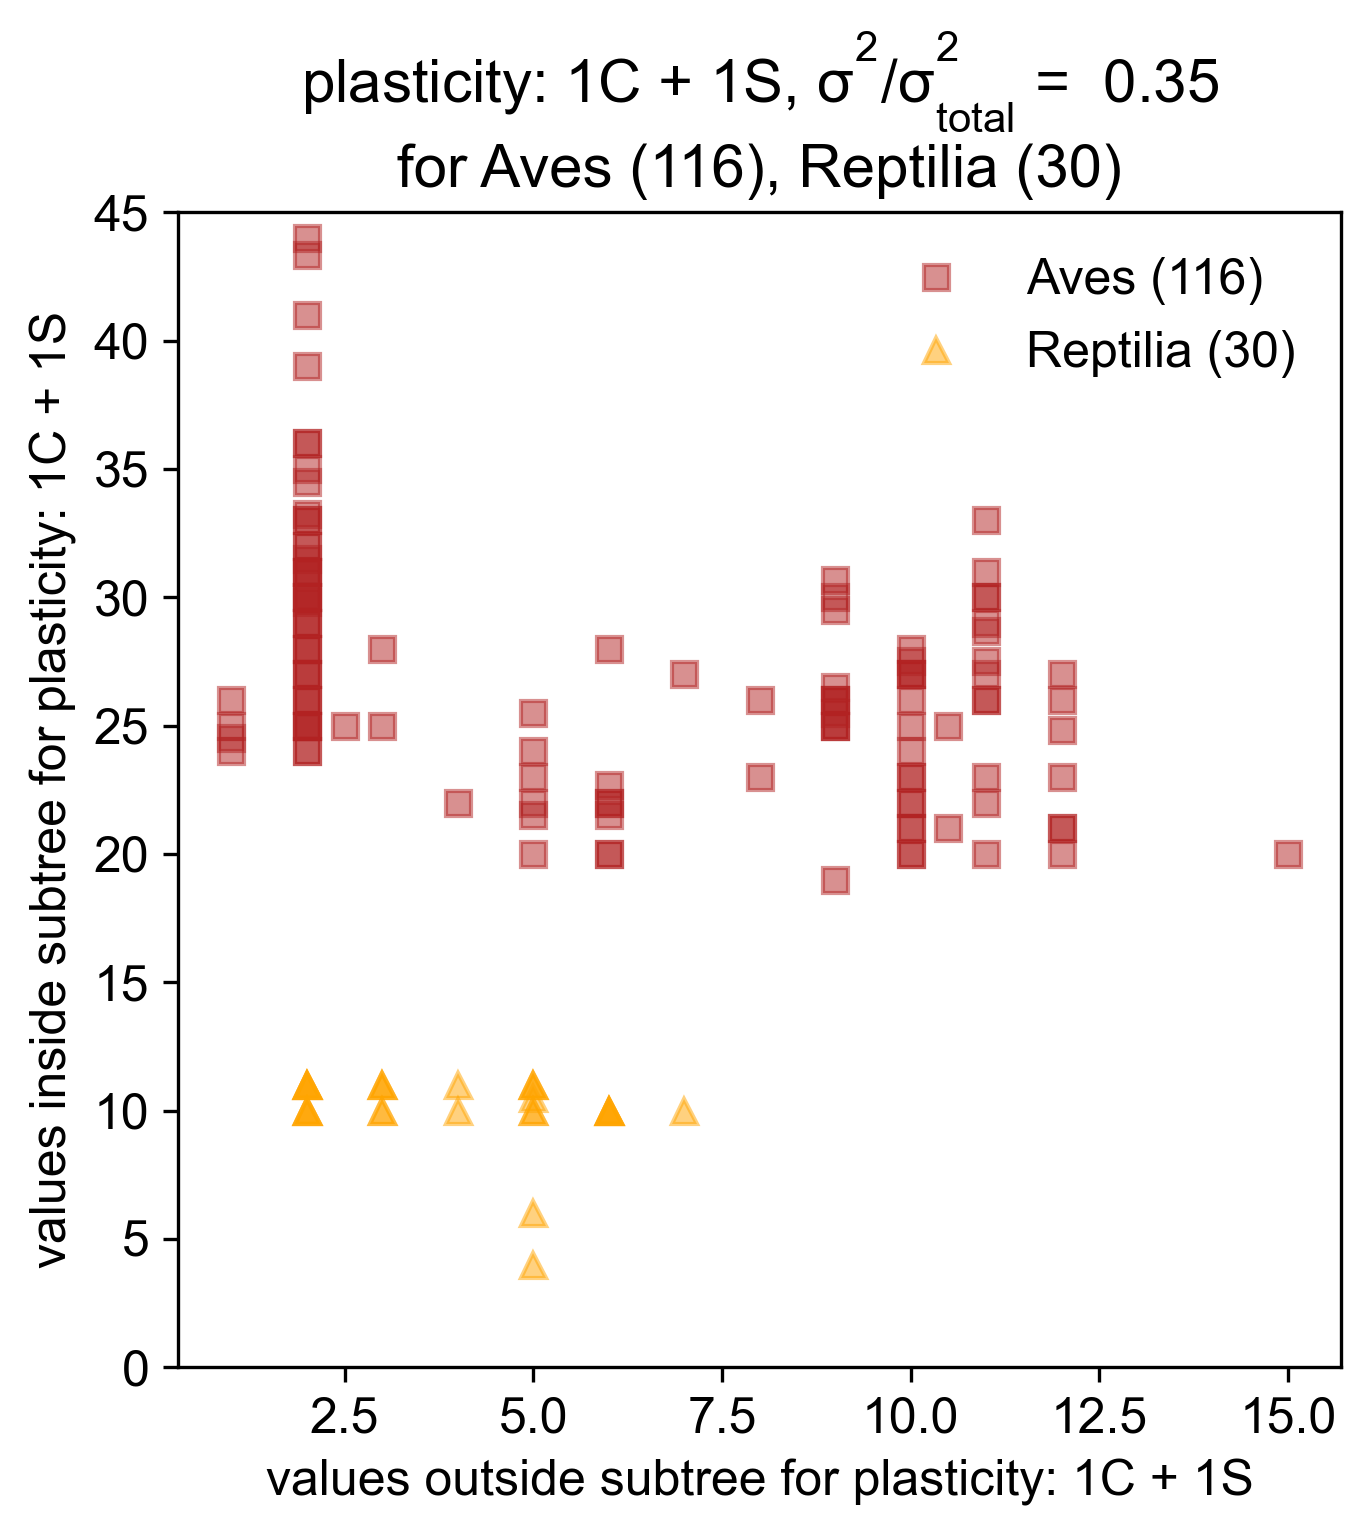 plasticity: 1C + 1S, σ²/σ²total = 0.35
for Aves (116), Reptilia (30)
Aves (116)
Reptilia (30)
values inside subtree for plasticity: 1C + 1S
45
40
35
30
25
20
15
10
5
0
2.5 5.0 7.5 10.0 12.5 15.0
values outside subtree for plasticity: 1C + 1S